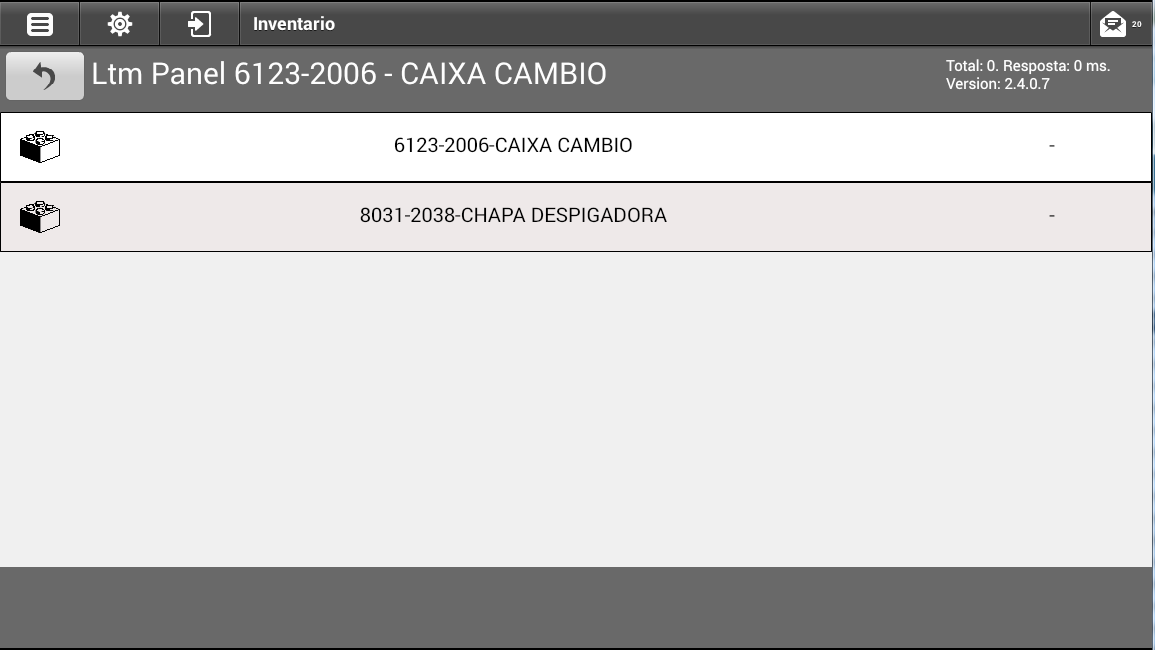 Inventario
20
Ltm Panel 6123-2006 - CAIXA CAMBIO
Total: 0. Resposta: 0 ms.
Version: 2.4.0.7
6123-2006-CAIXA CAMBIO -
8031-2038-CHAPA DESPIGADORA -